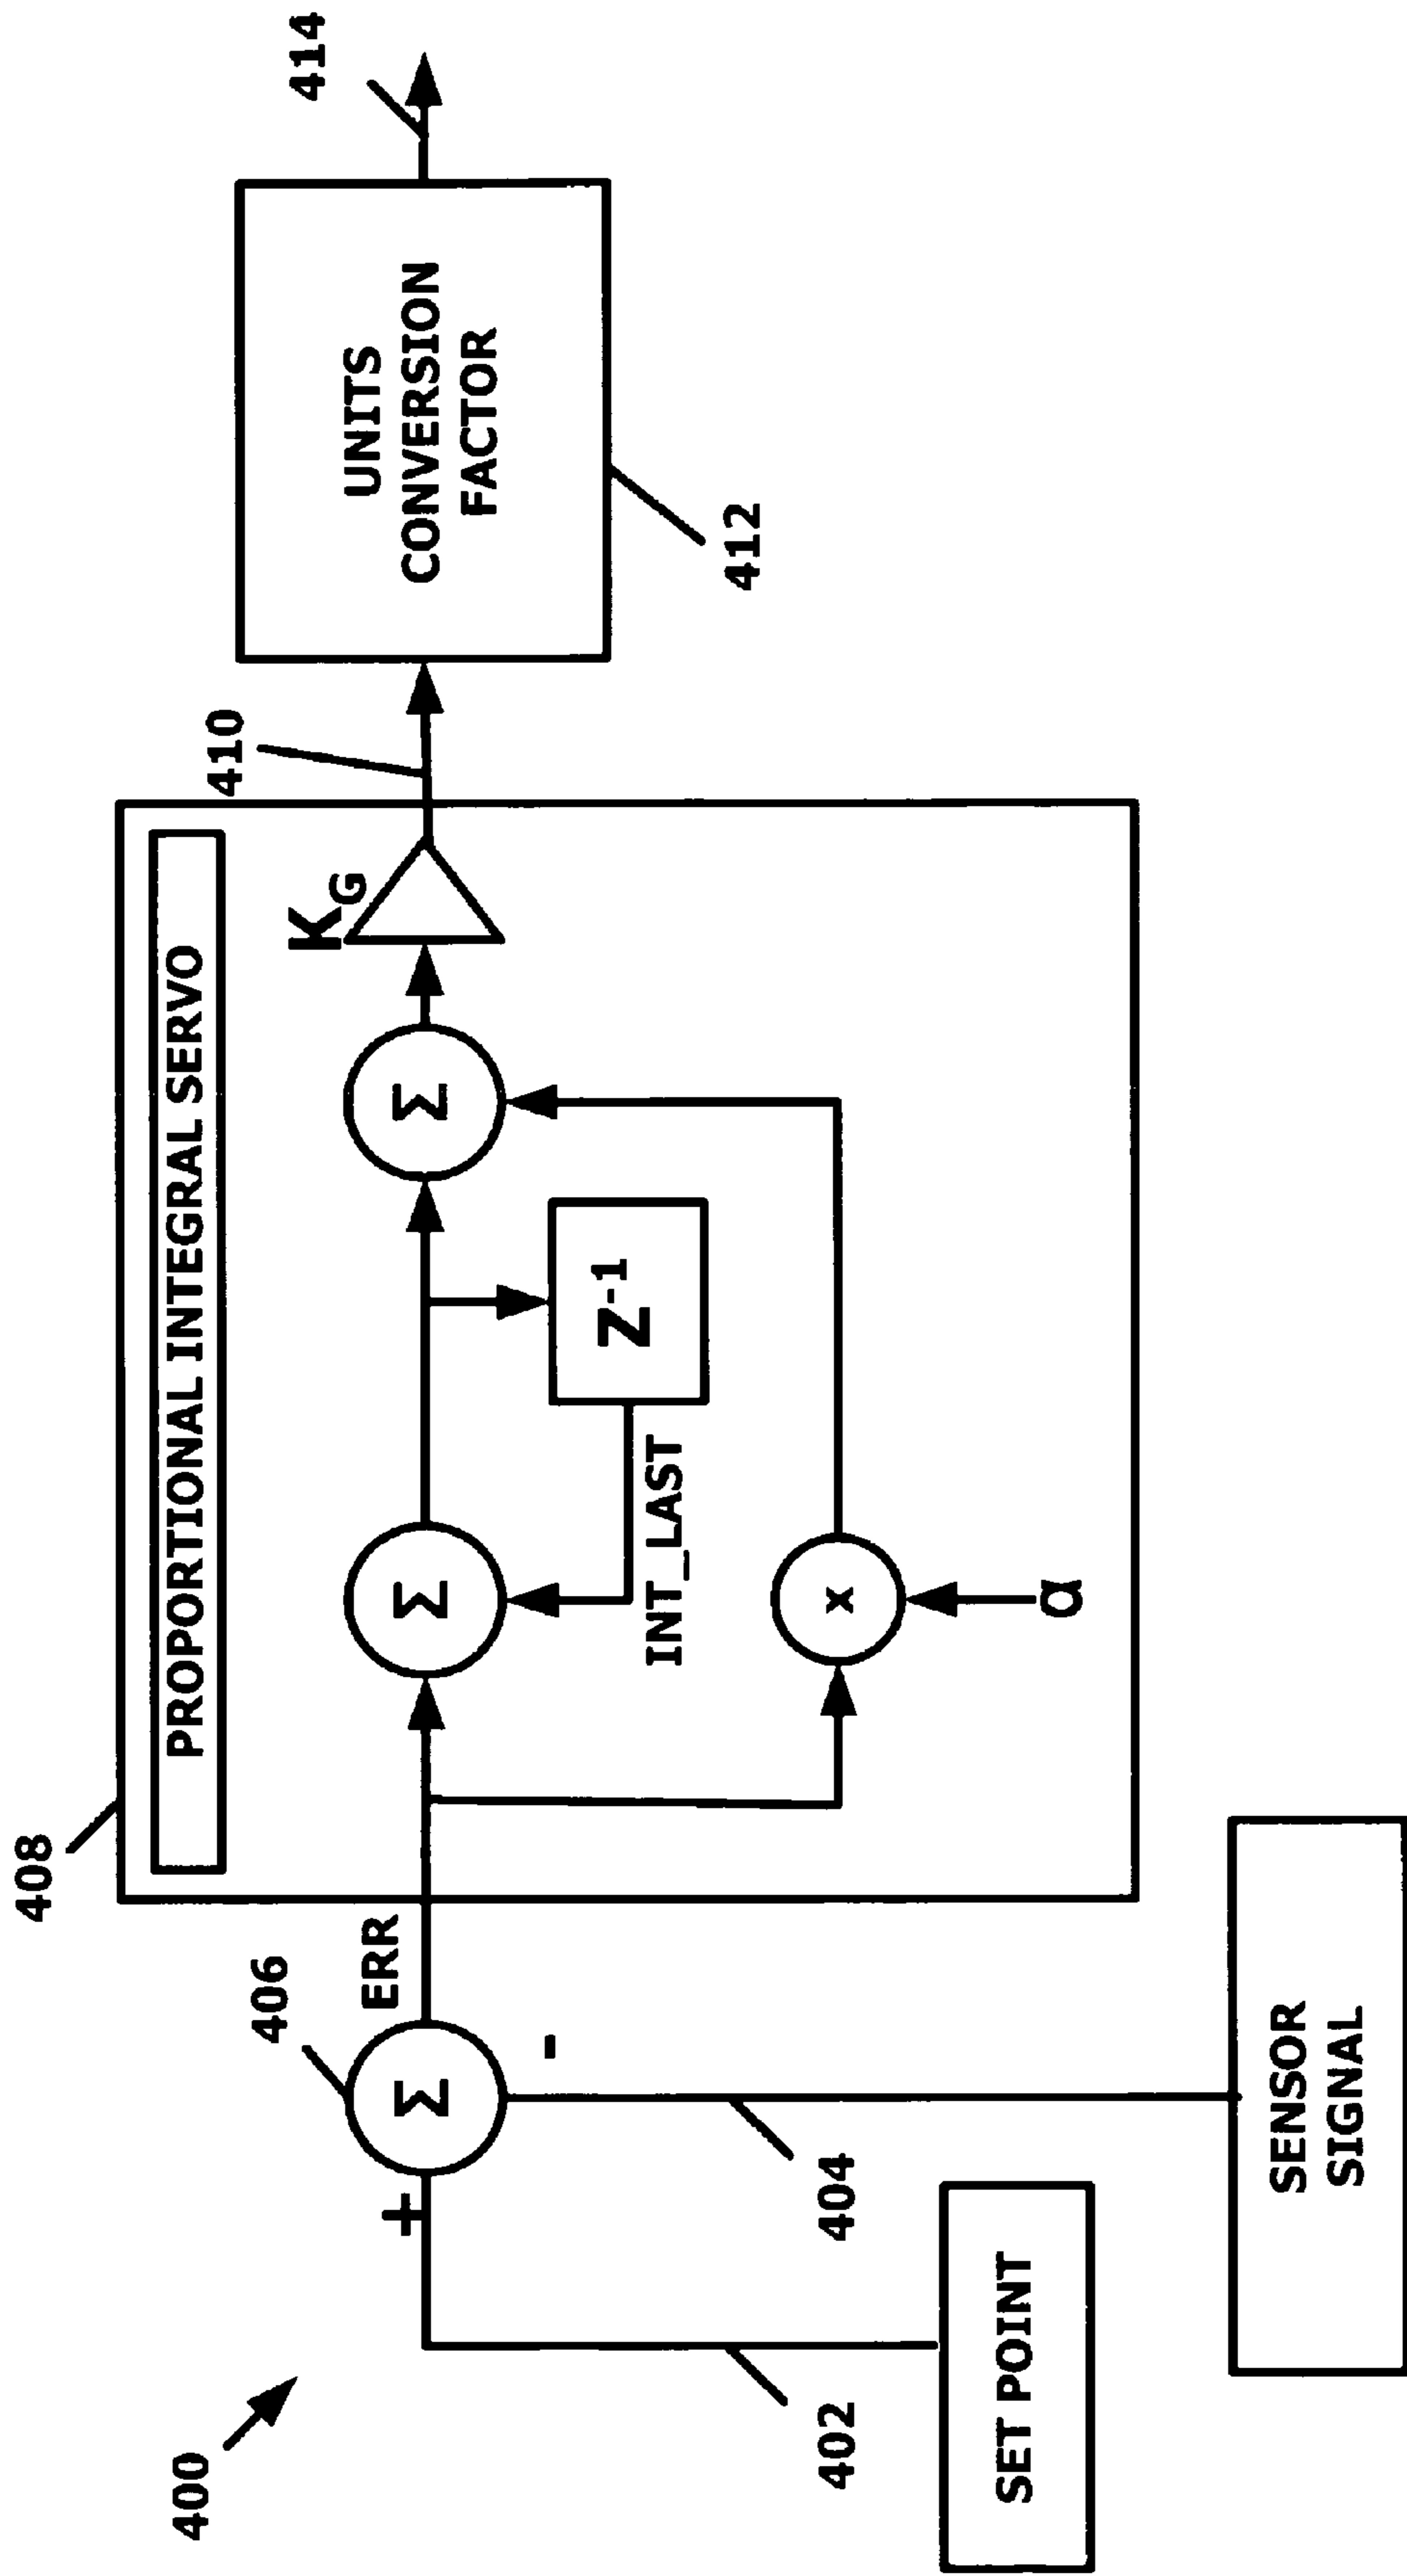 400
402
SET POINT
404
SENSOR
SIGNAL
+
-
406
Σ
ERR
408
PROPORTIONAL INTEGRAL SERVO
Σ
INT_LAST
Z-1
x
α
Σ
KG
410
UNITS
CONVERSION
FACTOR
412
414